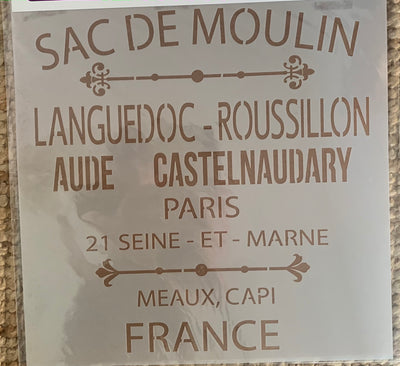 SAC DE MOULIN
LANGUEDOC - ROUSSILLON
AUDE CASTELNAUDARY
PARIS
21 SEINE - ET - MARNE
MEAUX, CAPI
FRANCE